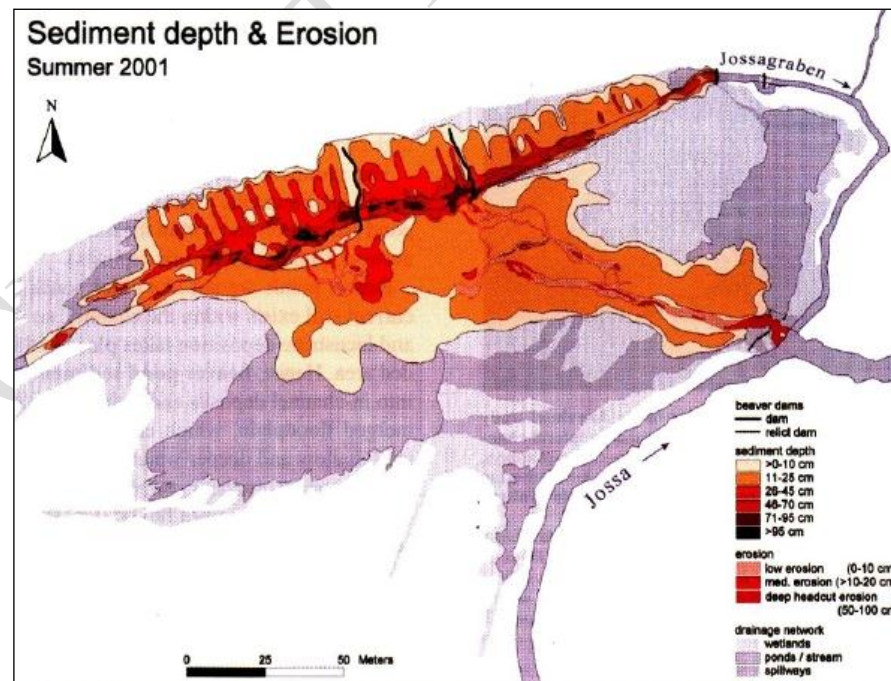 Sediment depth & Erosion
Summer 2001
N
Jossagraben
Jossa
beaver dams
dam
relict dam
sediment depth
>0-10 cm
11-25 cm
26-45 cm
46-70 cm
71-95 cm
>95 cm
erosion
low erosion (0-10 cm
med. erosion (>10-20 cm
deep headcut erosion
(50-100 cm
drainage network
wetlands
ponds / stream
spillways
0 25 50 Meters